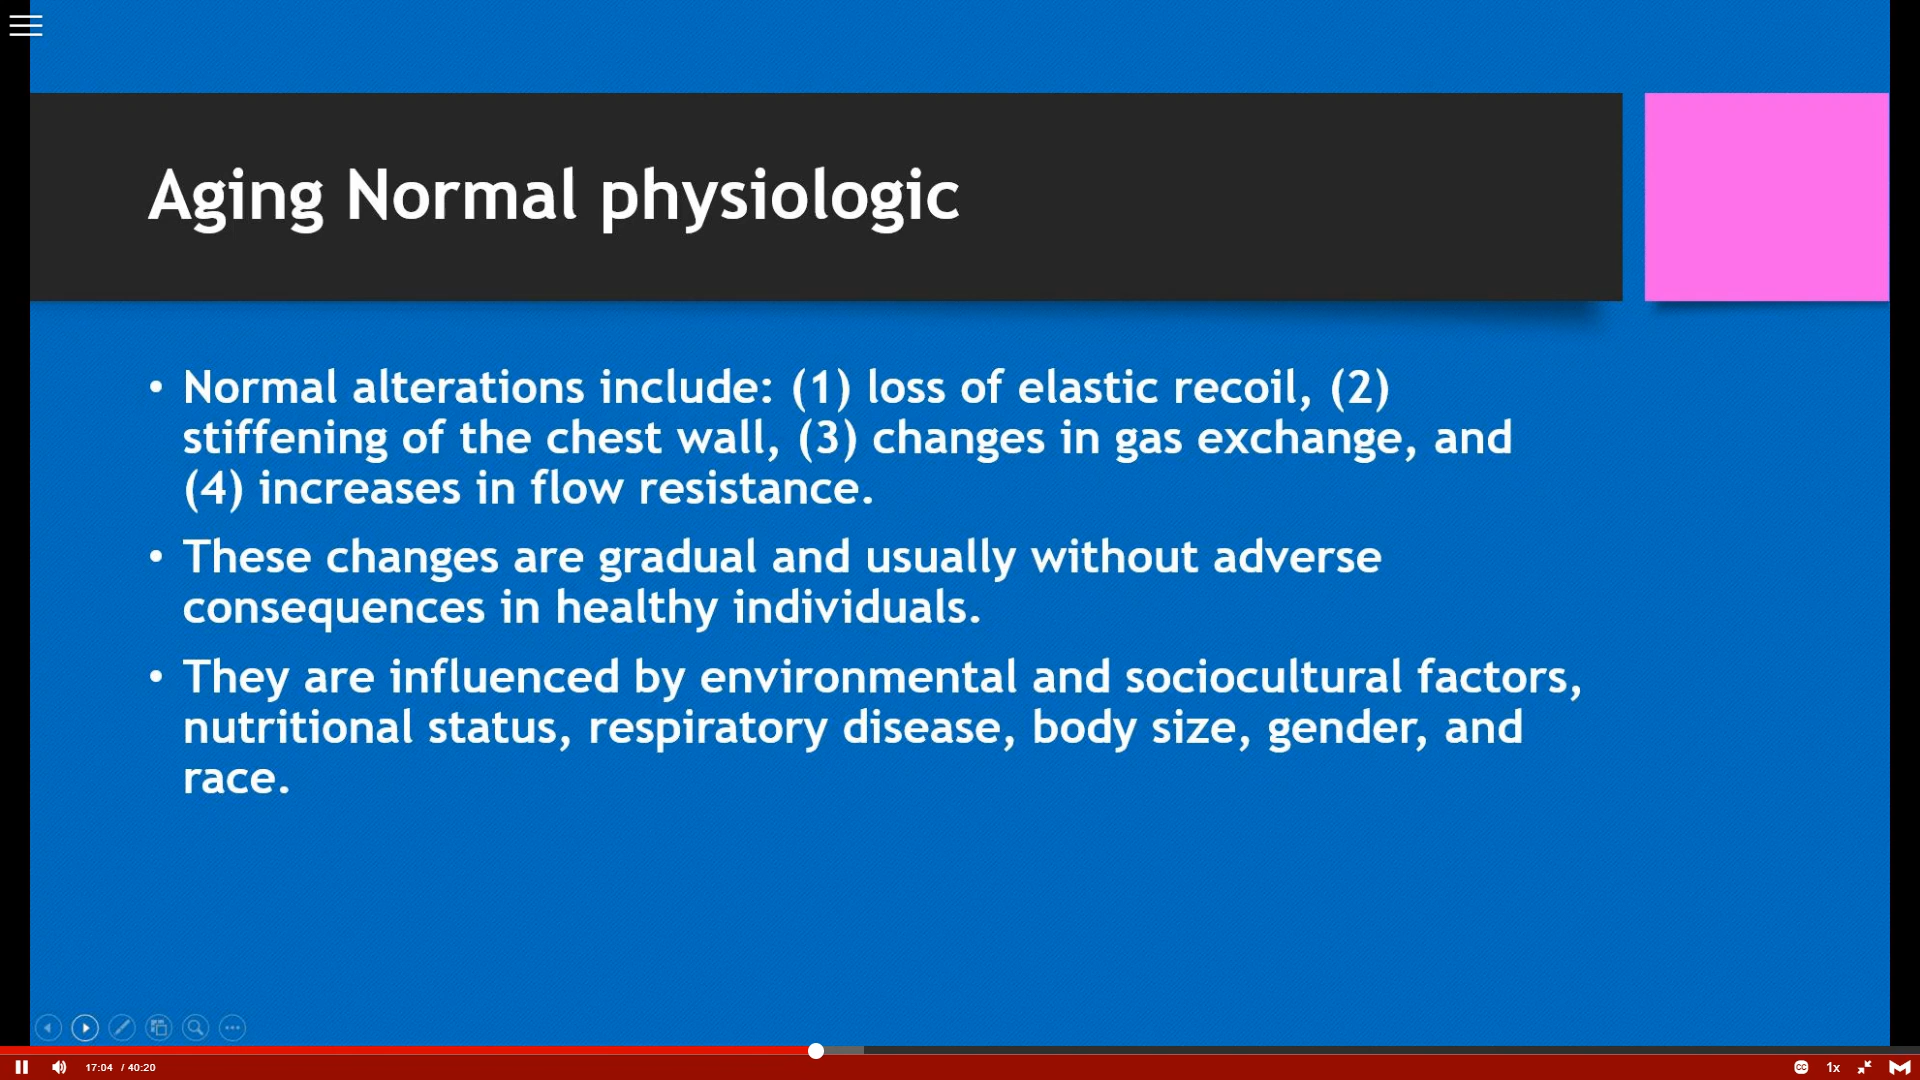 Aging Normal physiologic
• Normal alterations include: (1) loss of elastic recoil, (2)
stiffening of the chest wall, (3) changes in gas exchange, and
(4) increases in flow resistance.
• These changes are gradual and usually without adverse
consequences in healthy individuals.
• They are influenced by environmental and sociocultural factors,
nutritional status, respiratory disease, body size, gender, and
race.
17:04 / 40:20
CC 1x